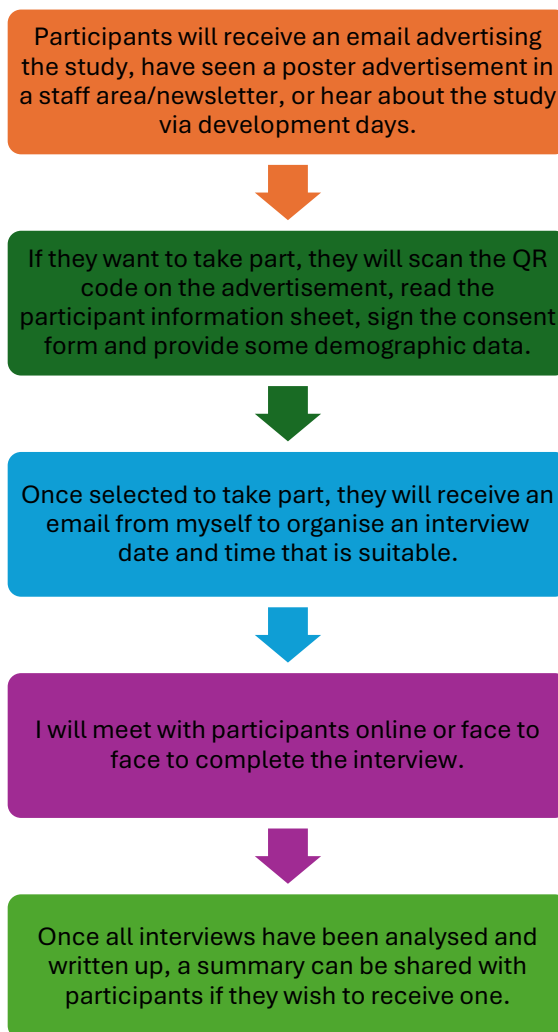 Participants will receive an email advertising
the study, have seen a poster advertisement in
a staff area/newsletter, or hear about the study
via development days.
If they want to take part, they will scan the QR
code on the advertisement, read the
participant information sheet, sign the consent
form and provide some demographic data.
Once selected to take part, they will receive an
email from myself to organise an interview
date and time that is suitable.
I will meet with participants online or face to
face to complete the interview.
Once all interviews have been analysed and
written up, a summary can be shared with
participants if they wish to receive one.